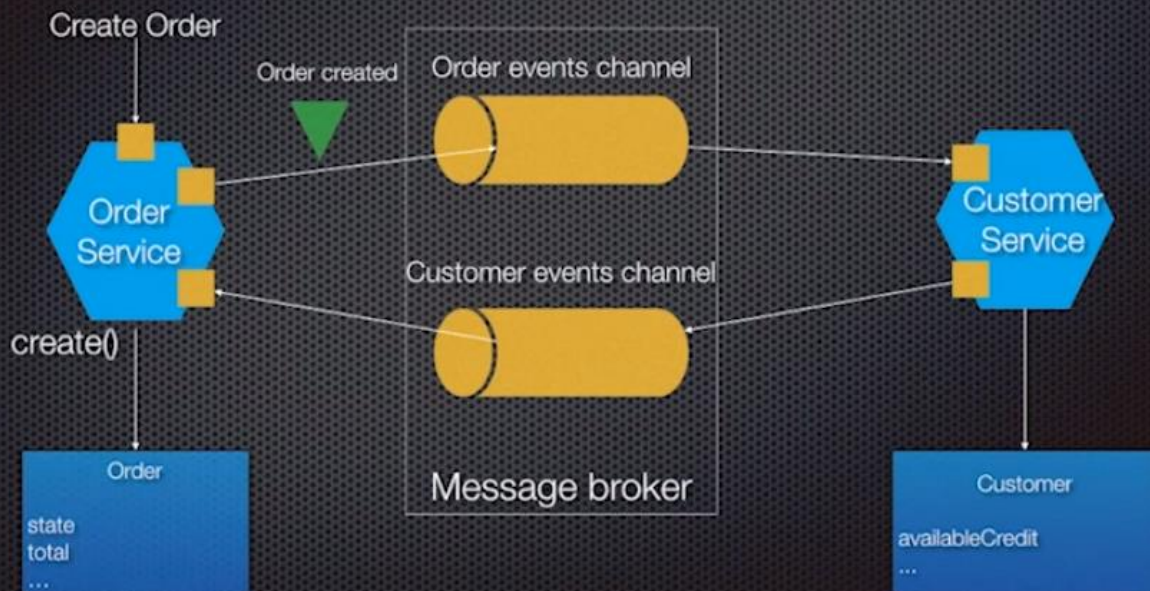 Create Order
Order created
Order events channel
Order
Service
Customer
Service
Customer events channel
create()
Message broker
Order
state
total
...
Customer
availableCredit
...